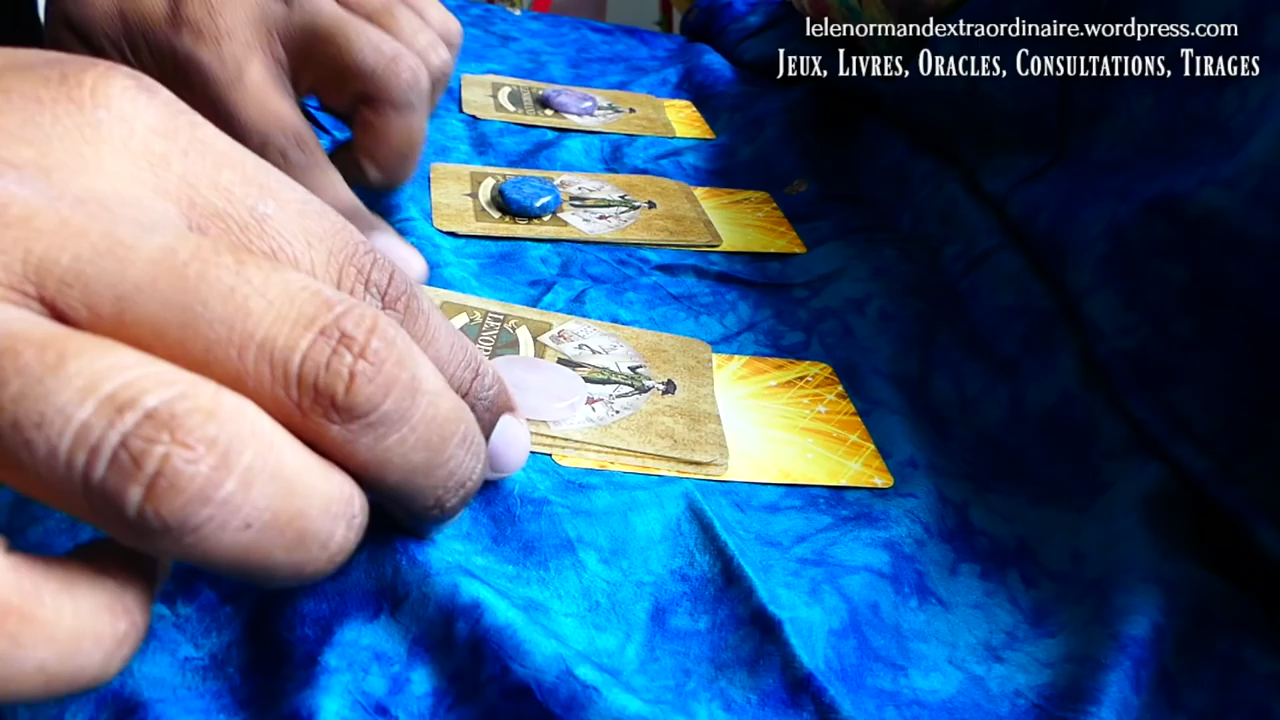 lelenormandextraordinaire.wordpress.com
Jeux, Livres, Oracles, Consultations, Tirages